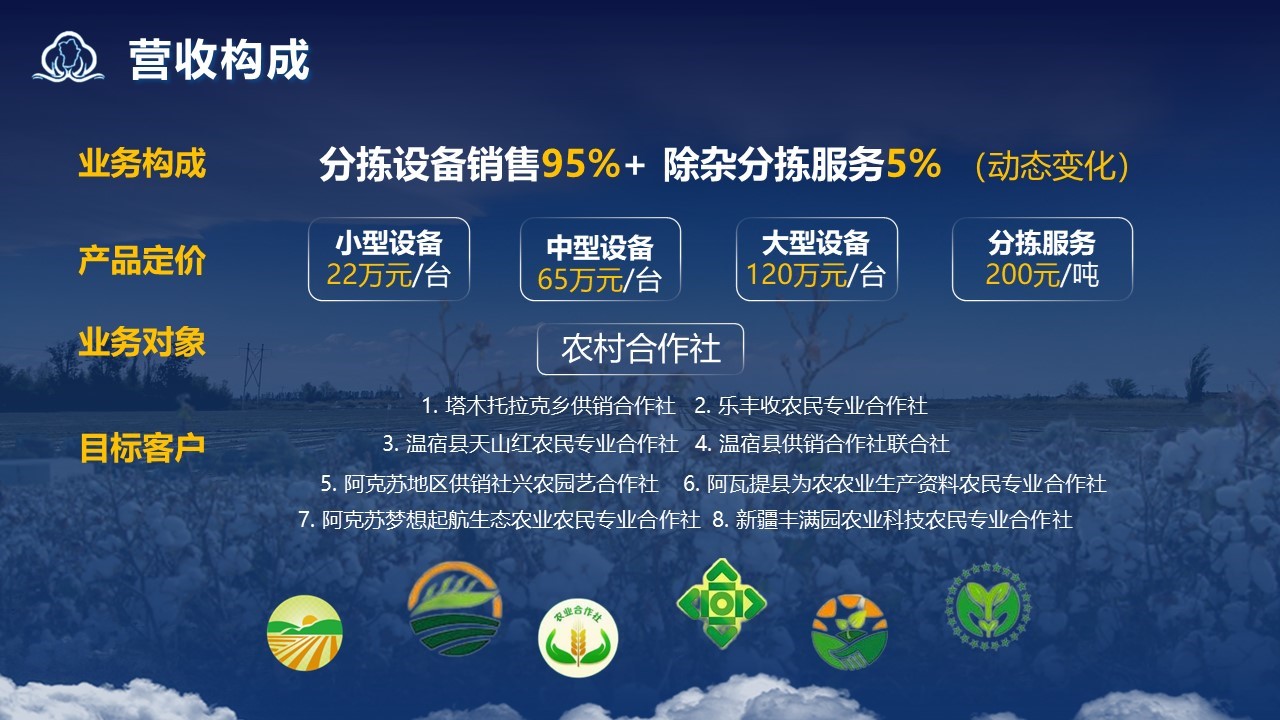 营收构成
业务构成
分拣设备销售95%+ 除杂分拣服务5% （动态变化）
产品定价
小型设备
22万元/台
中型设备
65万元/台
大型设备
120万元/台
分拣服务
200元/吨
业务对象
农村合作社
目标客户
1. 塔木托拉克乡供销合作社 2. 乐丰收农民专业合作社
3. 温宿县天山红农民专业合作社 4. 温宿县供销合作社联合社
5. 阿克苏地区供销社兴农园艺合作社 6. 阿瓦提县为农农业生产资料农民专业合作社
7. 阿克苏梦想起航生态农业农民专业合作社 8. 新疆丰满园农业科技农民专业合作社
农业合作社